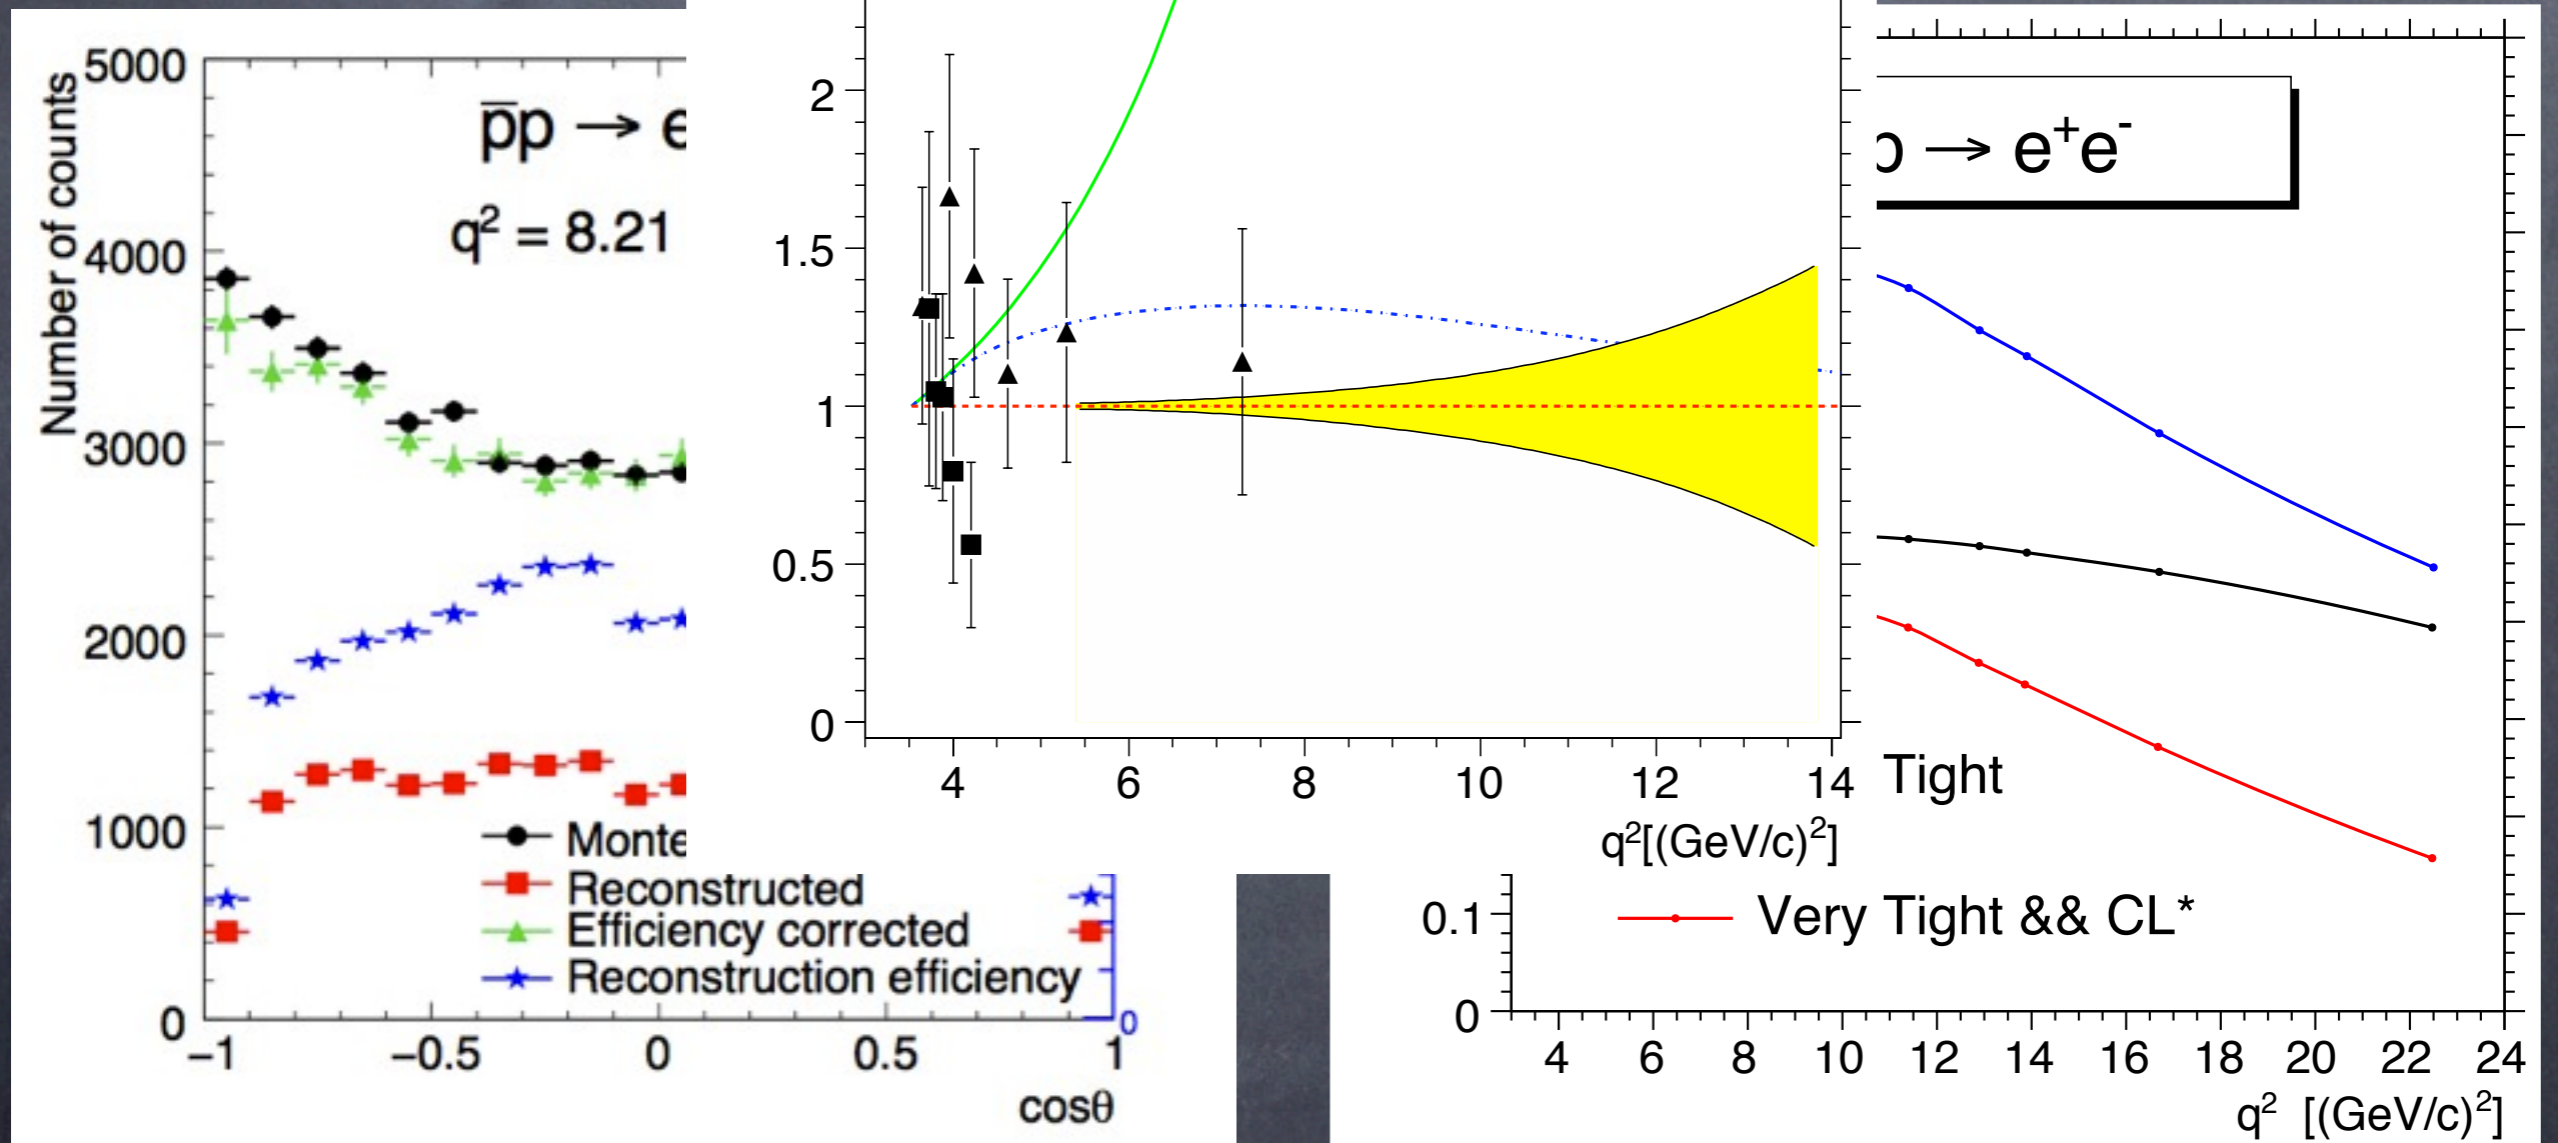 Number of counts
5000
4000
3000
2000
1000
0
p̅p → e
q² = 8.21
Monte
Reconstructed
Efficiency corrected
Reconstruction efficiency
−1
−0.5
0
0.5
1
0
cosθ
2
1.5
1
0.5
0
4
6
8
10
12
14
q²[(GeV/c)²]
p → e⁺e⁻
Tight
Very Tight && CL*
0.1
0
4
6
8
10
12
14
16
18
20
22
24
q² [(GeV/c)²]